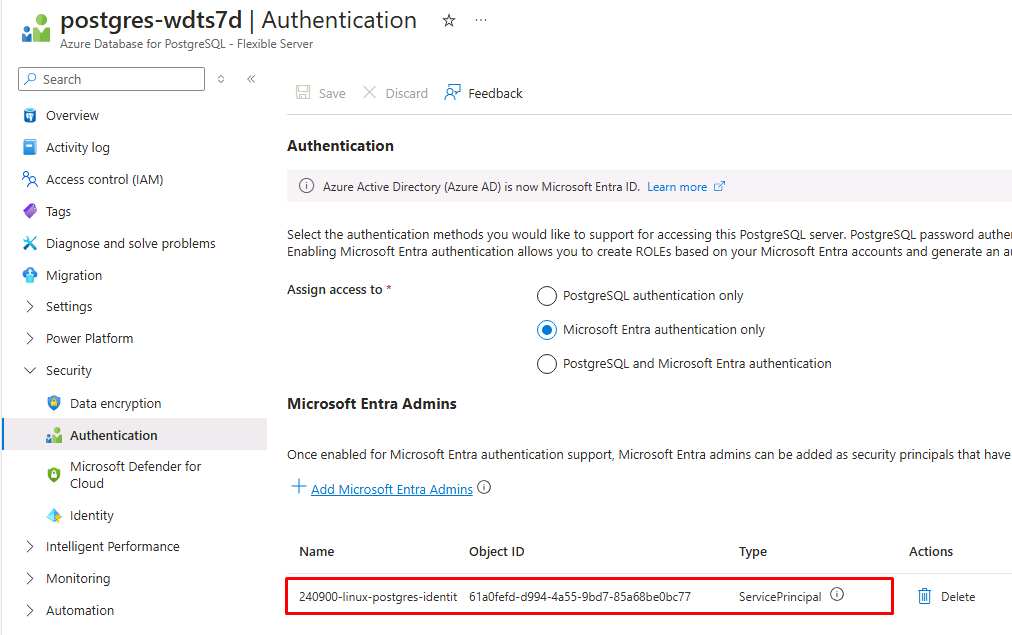 postgres-wdts7d | Authentication
Azure Database for PostgreSQL - Flexible Server
Search
Overview
Activity log
Access control (IAM)
Tags
Diagnose and solve problems
Migration
Settings
Power Platform
Security
Data encryption
Authentication
Microsoft Defender for
Cloud
Identity
Intelligent Performance
Monitoring
Automation
Save Discard Feedback
Authentication
Azure Active Directory (Azure AD) is now Microsoft Entra ID. Learn more
Select the authentication methods you would like to support for accessing this PostgreSQL server. PostgreSQL password authe
Enabling Microsoft Entra authentication allows you to create ROLEs based on your Microsoft Entra accounts and generate an au
Assign access to *
PostgreSQL authentication only
Microsoft Entra authentication only
PostgreSQL and Microsoft Entra authentication
Microsoft Entra Admins
Once enabled for Microsoft Entra authentication support, Microsoft Entra admins can be added as security principals that have
Add Microsoft Entra Admins
Name Object ID Type Actions
240900-linux-postgres-identit 61a0fefd-d994-4a55-9bd7-85a68be0bc77 ServicePrincipal Delete